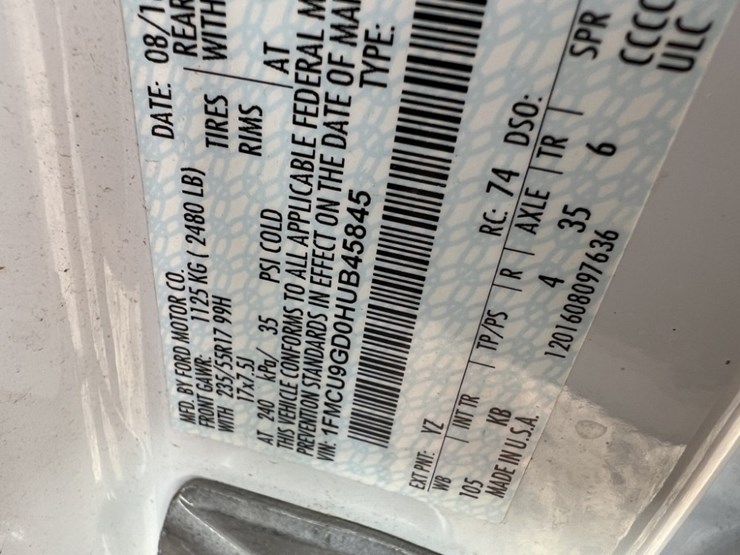 MFD. BY FORD MOTOR CO.
DATE: 08/1
FRONT GAWR: 1125 KG ( 2480 LB)
REAR
WITH 235/55R17 99H
TIRES
WITH
17x7.5J
RIMS
AT 240 kPa/ 35 PSI COLD
AT
THIS VEHICLE CONFORMS TO ALL APPLICABLE FEDERAL M
PREVENTION STANDARDS IN EFFECT ON THE DATE OF MA
VIN: 1FMCU9GD0HUB45845
TYPE:
EXT PNT: YZ
RC: 74 DSO:
WB INT TR TP/PS R AXLE TR SPR
105 KB 4 35 6 CCCC
MADE IN U.S.A. 1201608097636 ULC